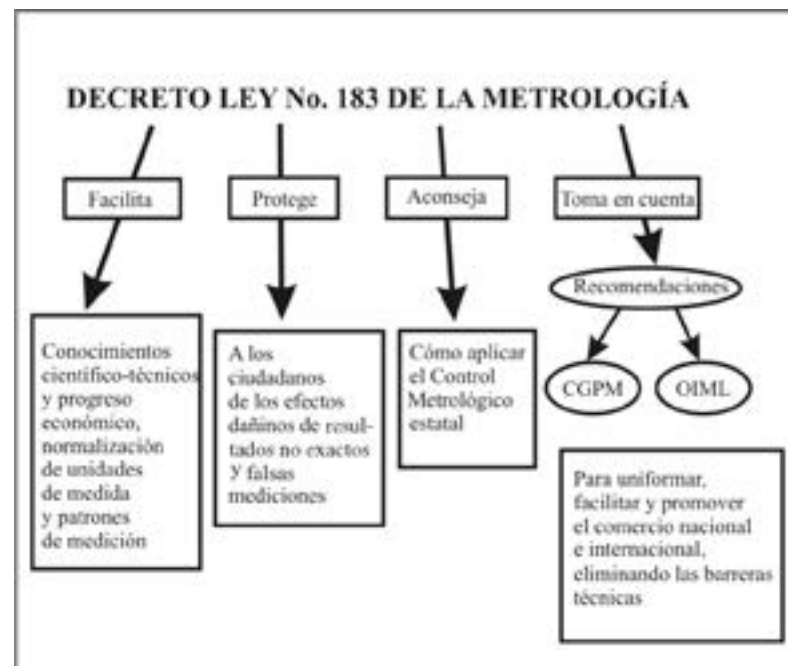 DECRETO LEY No. 183 DE LA METROLOGÍA
Facilita
Protege
Aconseja
Toma en cuenta
Recomendaciones
Conocimientos
científico-técnicos
y progreso
económico,
normalización
de unidades
de medida
y patrones
de medición
A los
ciudadanos
de los efectos
dañinos de resul-
tados no exactos
y falsas
mediciones
Cómo aplicar
el Control
Metrológico
estatal
CGPM
OIML
Para uniformar,
facilitar y promover
el comercio nacional
e internacional,
eliminando las barreras
técnicas